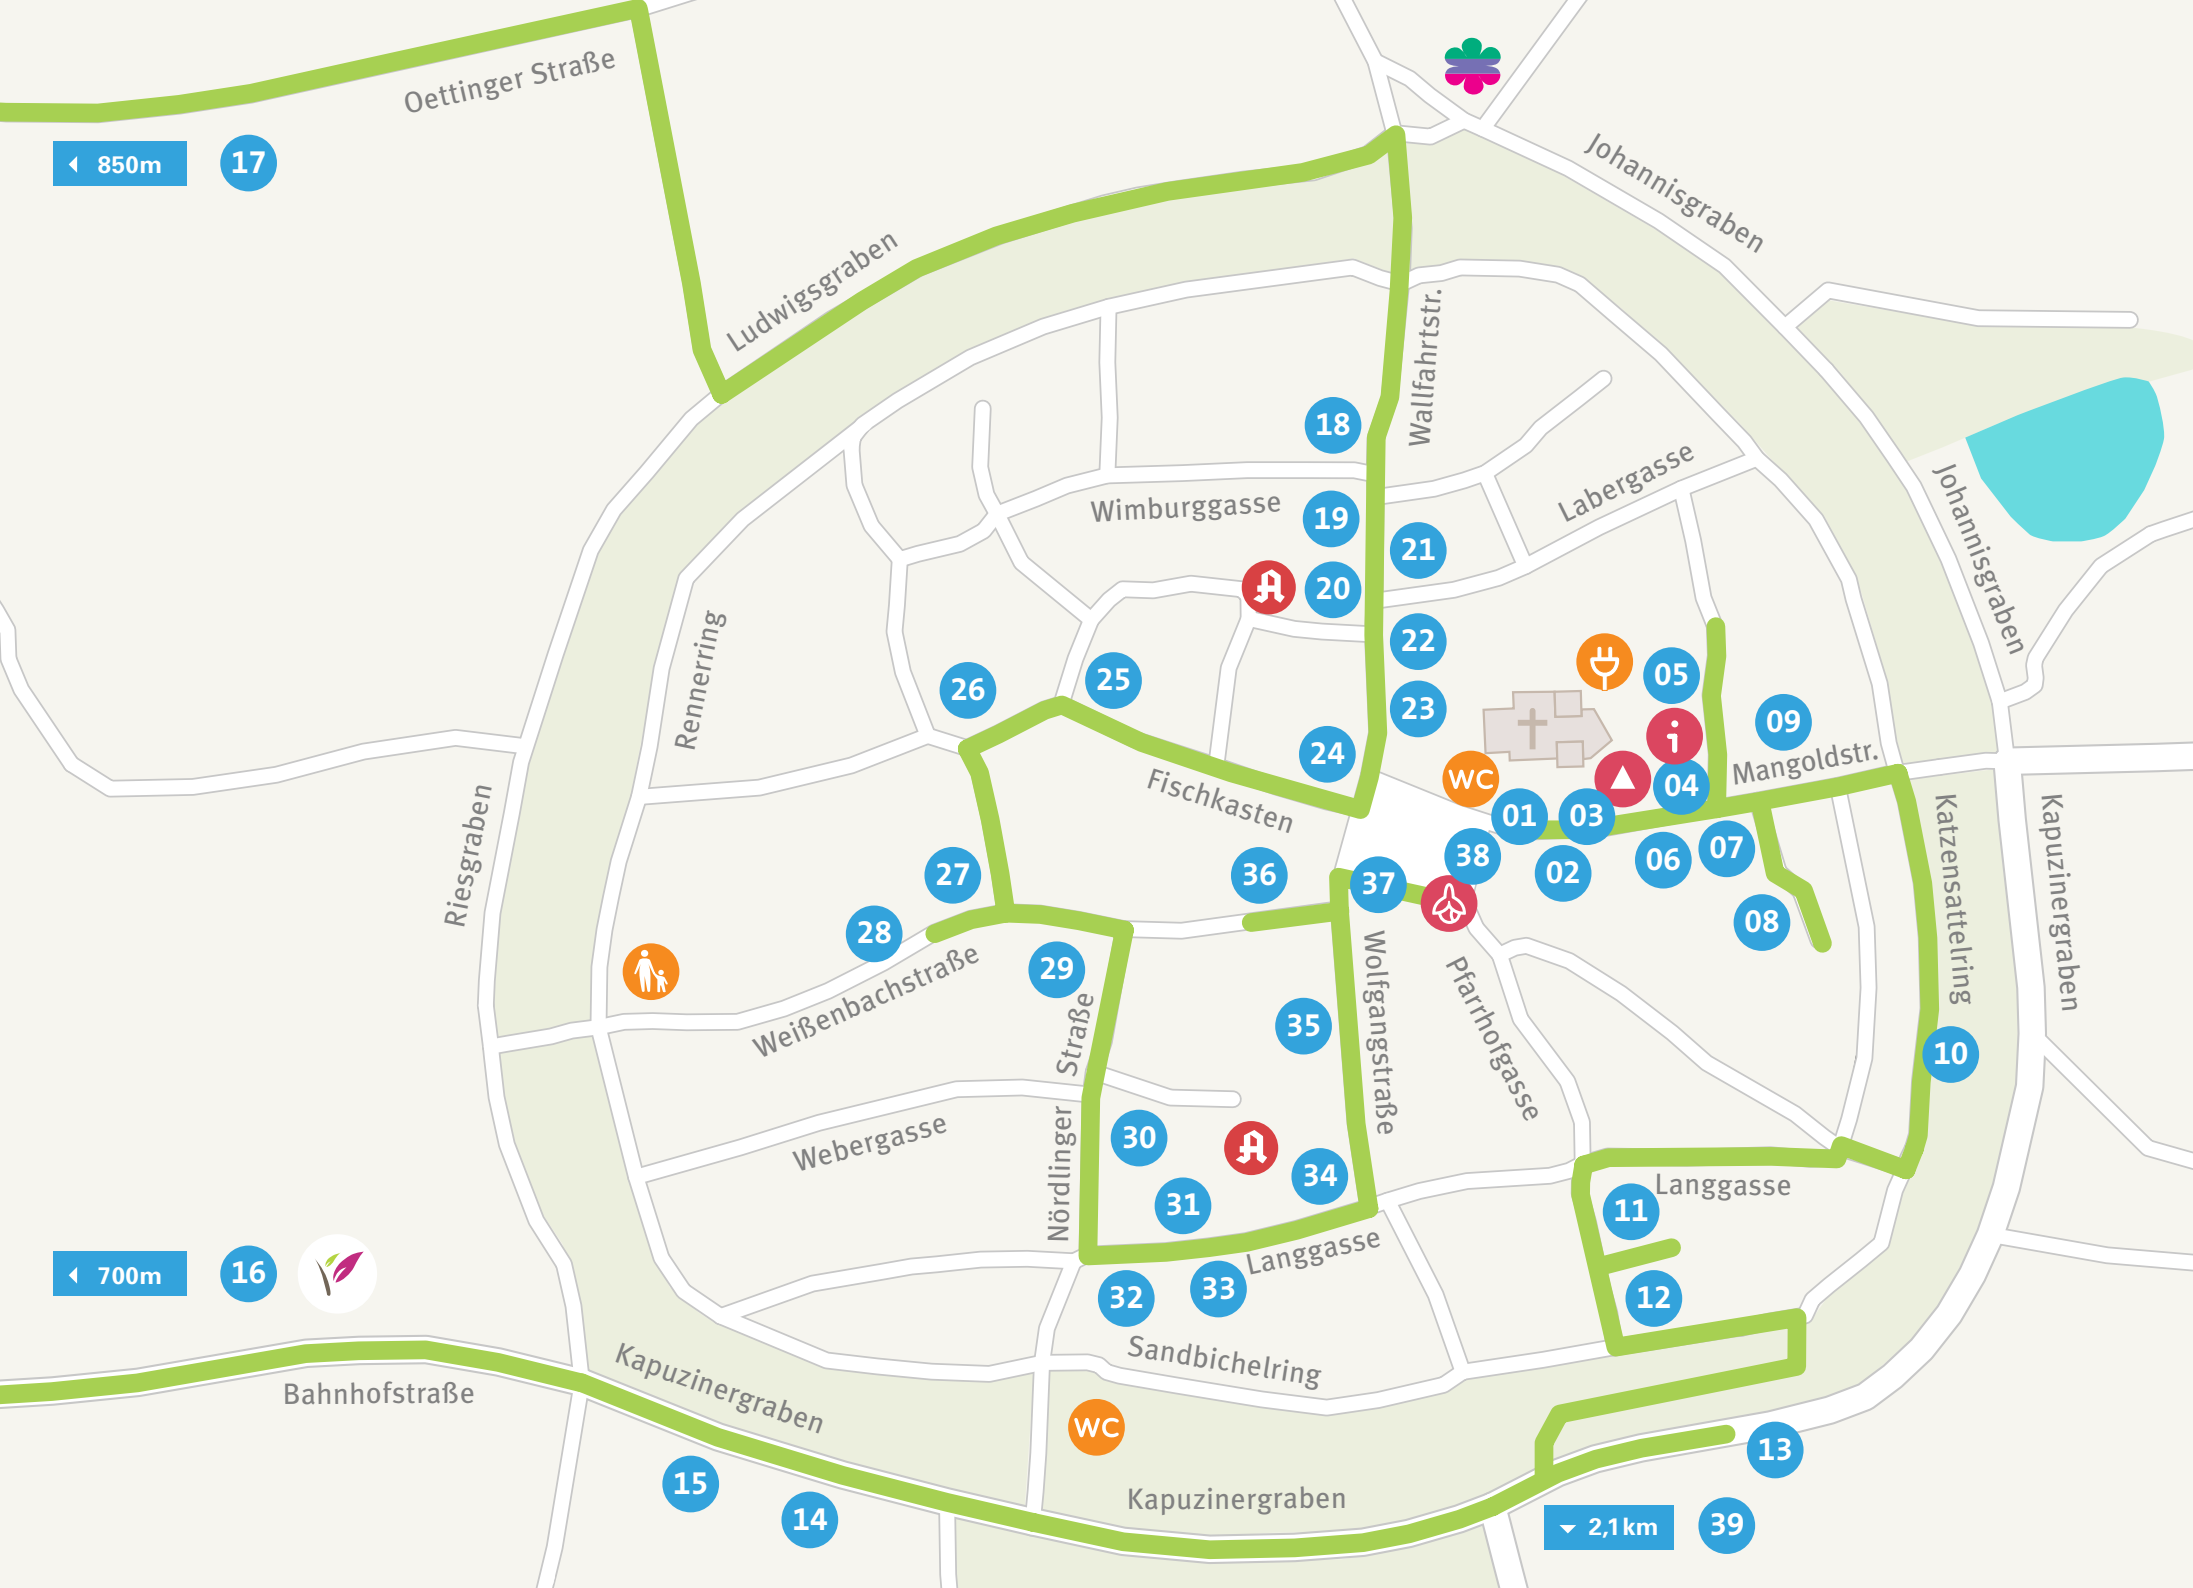 Oettinger Straße
850m
17
Johannisgraben
Ludwigsgraben
Wallfahrtstr.
18
Labergasse
Wimburggasse
19
21
Johannisgraben
A
20
22
Rennerring
05
25
26
23
09
i
24
Mangoldstr.
WC
04
Fischkasten
01
03
Riesgraben
Katzensattelring
Kapuzinergraben
07
38
06
02
36
27
37
08
28
Wolfgangstraße
29
Weißenbachstraße
Pfarrhofgasse
35
Nördlinger Straße
10
30
Webergasse
A
34
Langgasse
31
11
Langgasse
700m
16
33
32
12
Sandbichelring
Kapuzinergraben
Bahnhofstraße
WC
13
15
Kapuzinergraben
14
2,1km
39